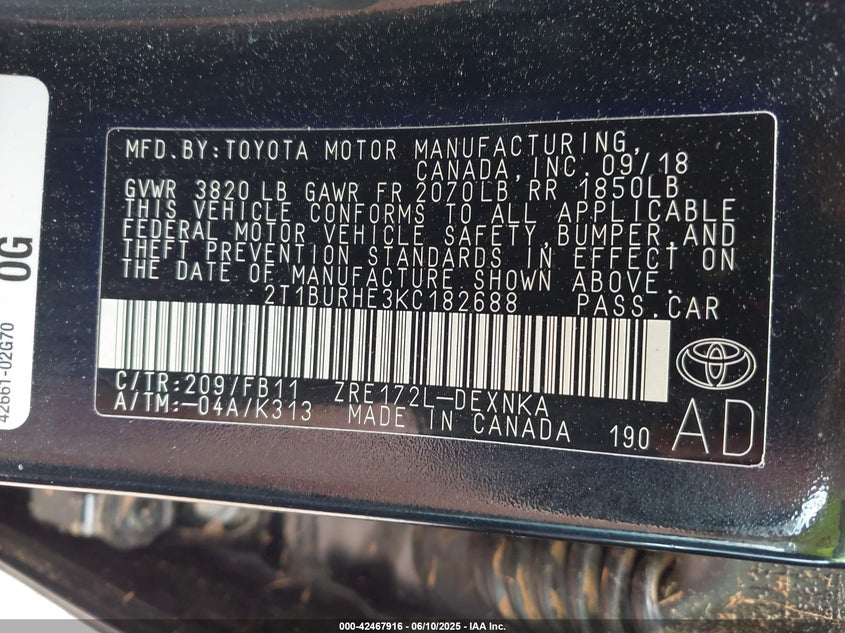 MFD.BY:TOYOTA MOTOR MANUFACTURING,
CANADA,INC. 09/18
GVWR 3820 LB GAWR FR 2070LB RR 1850LB
THIS VEHICLE CONFORMS TO ALL APPLICABLE
FEDERAL MOTOR VEHICLE SAFETY,BUMPER,AND
THEFT PREVENTION STANDARDS IN EFFECT ON
THE DATE OF MANUFACTURE SHOWN ABOVE.
2T1BURHE3KC182688 PASS.CAR
C/TR:209/FB11 ZRE172L-DEXNKA
A/TM:-04A/K313 MADE IN CANADA 190 AD
0G
42661-02G70
000-42467916 - 06/10/2025 - IAA Inc.